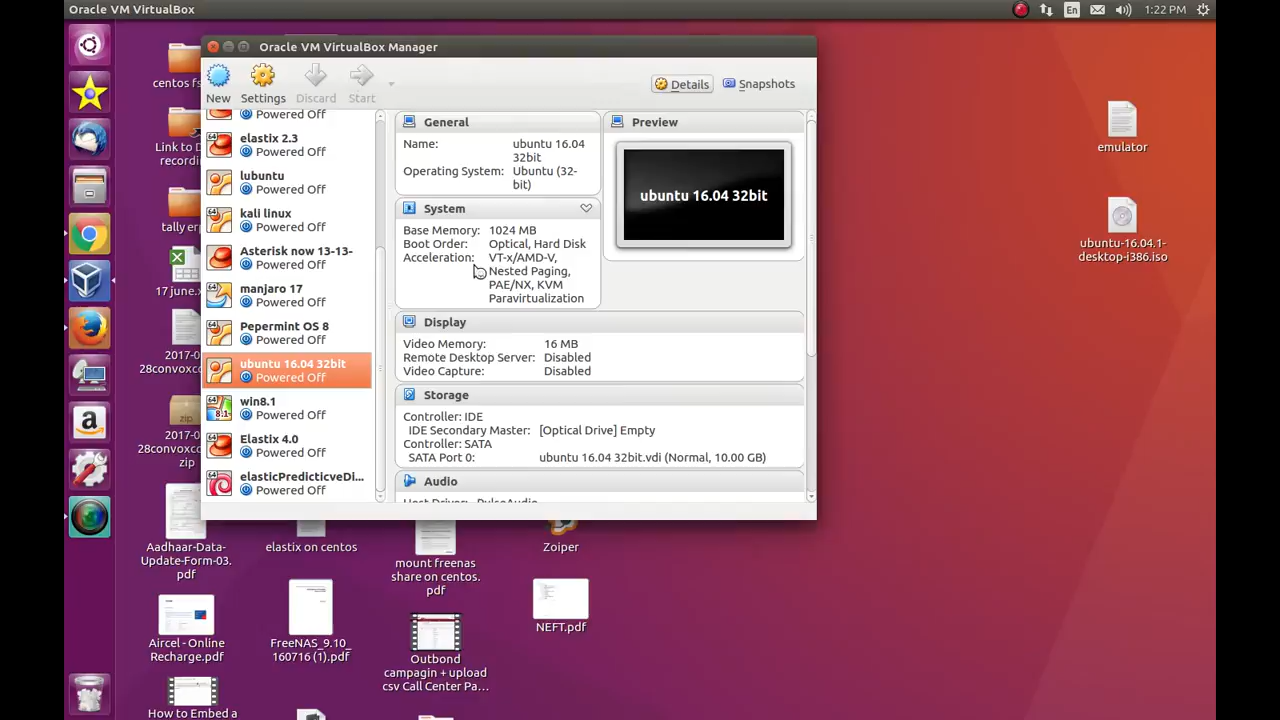 Oracle VM VirtualBox
En
1:22 PM
Oracle VM VirtualBox Manager
New
Settings
Discard
Start
Details
Snapshots
Powered Off
elastix 2.3
Powered Off
lubuntu
Powered Off
kali linux
Powered Off
Asterisk now 13-13-
Powered Off
manjaro 17
Powered Off
Pepermint OS 8
Powered Off
ubuntu 16.04 32bit
Powered Off
win8.1
Powered Off
Elastix 4.0
Powered Off
elasticPredicticveDi...
Powered Off
General
Name: ubuntu 16.04
32bit
Operating System: Ubuntu (32-
bit)
System
Base Memory: 1024 MB
Boot Order: Optical, Hard Disk
Acceleration: VT-x/AMD-V,
Nested Paging,
PAE/NX, KVM
Paravirtualization
Preview
ubuntu 16.04 32bit
Display
Video Memory: 16 MB
Remote Desktop Server: Disabled
Video Capture: Disabled
Storage
Controller: IDE
IDE Secondary Master: [Optical Drive] Empty
Controller: SATA
SATA Port 0: ubuntu 16.04 32bit.vdi (Normal, 10.00 GB)
Audio
centos fs
Link to D
recording
tally erp
17 june.x
2017-0
28convoxc
2017-0
28convoxc
zip
zip
Aadhaar-Data-
Update-Form-03.
pdf
elastix on centos
mount freenas
share on centos.
pdf
Zoiper
Aircel - Online
Recharge.pdf
FreeNAS_9.10_
160716 (1).pdf
Outbond
campagin + upload
csv Call Center Pa...
NEFT.pdf
How to Embed a
emulator
ubuntu-16.04.1-
desktop-i386.iso